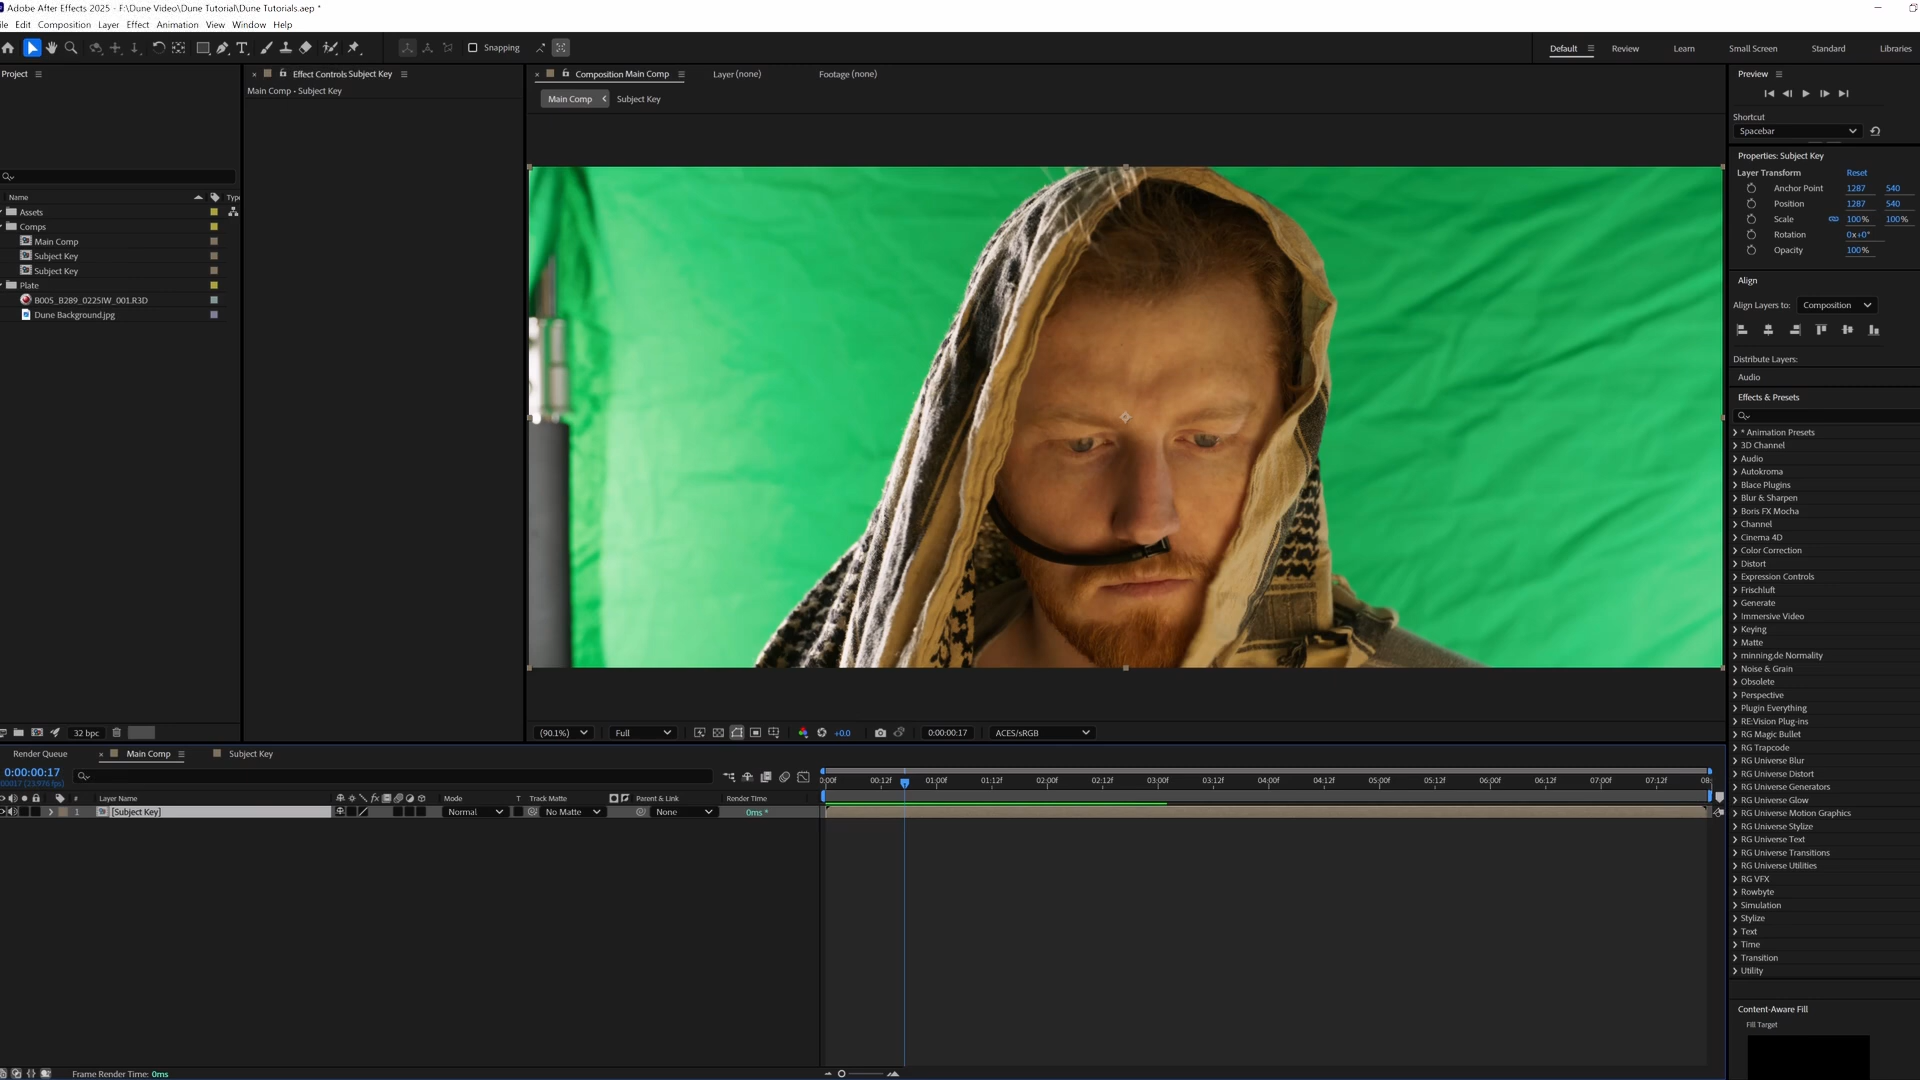 Adobe After Effects 2025 - F:\Dune Video\Dune Tutorial\Dune Tutorials.aep *
Edit Composition Layer Effect Animation View Window Help
Snapping
Default Review Learn Small Screen Standard Libraries
Project
Name
Assets
Comps
Main Comp
Subject Key
Subject Key
Plate
B005_B289_0225IW_001.R3D
Dune Background.jpg
32 bpc
Effect Controls Subject Key
Main Comp • Subject Key
Composition Main Comp Layer (none) Footage (none)
Main Comp Subject Key
(90.1%) Full +0.0 0:00:00:17 ACES/sRGB
Preview
Shortcut
Spacebar
Properties: Subject Key
Layer Transform Reset
Anchor Point 1287 540
Position 1287 540
Scale 100% 100%
Rotation 0x+0°
Opacity 100%
Align
Align Layers to: Composition
Distribute Layers:
Audio
Effects & Presets
* Animation Presets
3D Channel
Audio
Autokroma
Blace Plugins
Blur & Sharpen
Boris FX Mocha
Channel
Cinema 4D
Color Correction
Distort
Expression Controls
Frischluft
Generate
Immersive Video
Keying
Matte
minning.de Normality
Noise & Grain
Obsolete
Perspective
Plugin Everything
RE:Vision Plug-ins
RG Magic Bullet
RG Trapcode
RG Universe Blur
RG Universe Distort
RG Universe Generators
RG Universe Glow
RG Universe Motion Graphics
RG Universe Stylize
RG Universe Text
RG Universe Transitions
RG Universe Utilities
RG VFX
Rowbyte
Simulation
Stylize
Text
Time
Transition
Utility
Content-Aware Fill
Fill Target
Render Queue Main Comp Subject Key
0:00:00:17
# Layer Name Mode T Track Matte Parent & Link Render Time
1 [Subject Key] Normal No Matte None 0ms *
00:12f 01:00f 01:12f 02:00f 02:12f 03:00f 03:12f 04:00f 04:12f 05:00f 05:12f 06:00f 06:12f 07:00f 07:12f
Frame Render Time: 0ms